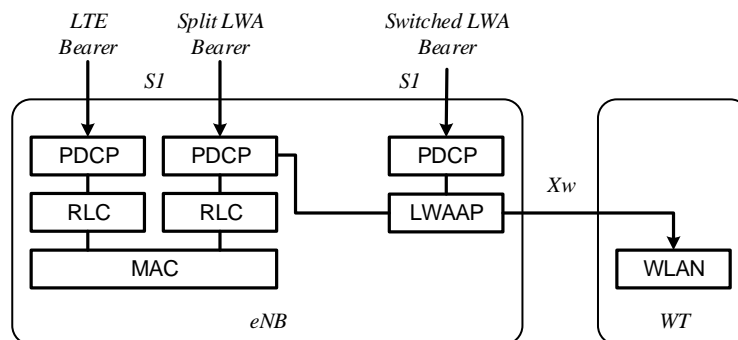 LTE
Bearer
Split LWA
Bearer
Switched LWA
Bearer
S1
S1
PDCP
PDCP
PDCP
Xw
RLC
RLC
LWAAP
MAC
WLAN
eNB
WT